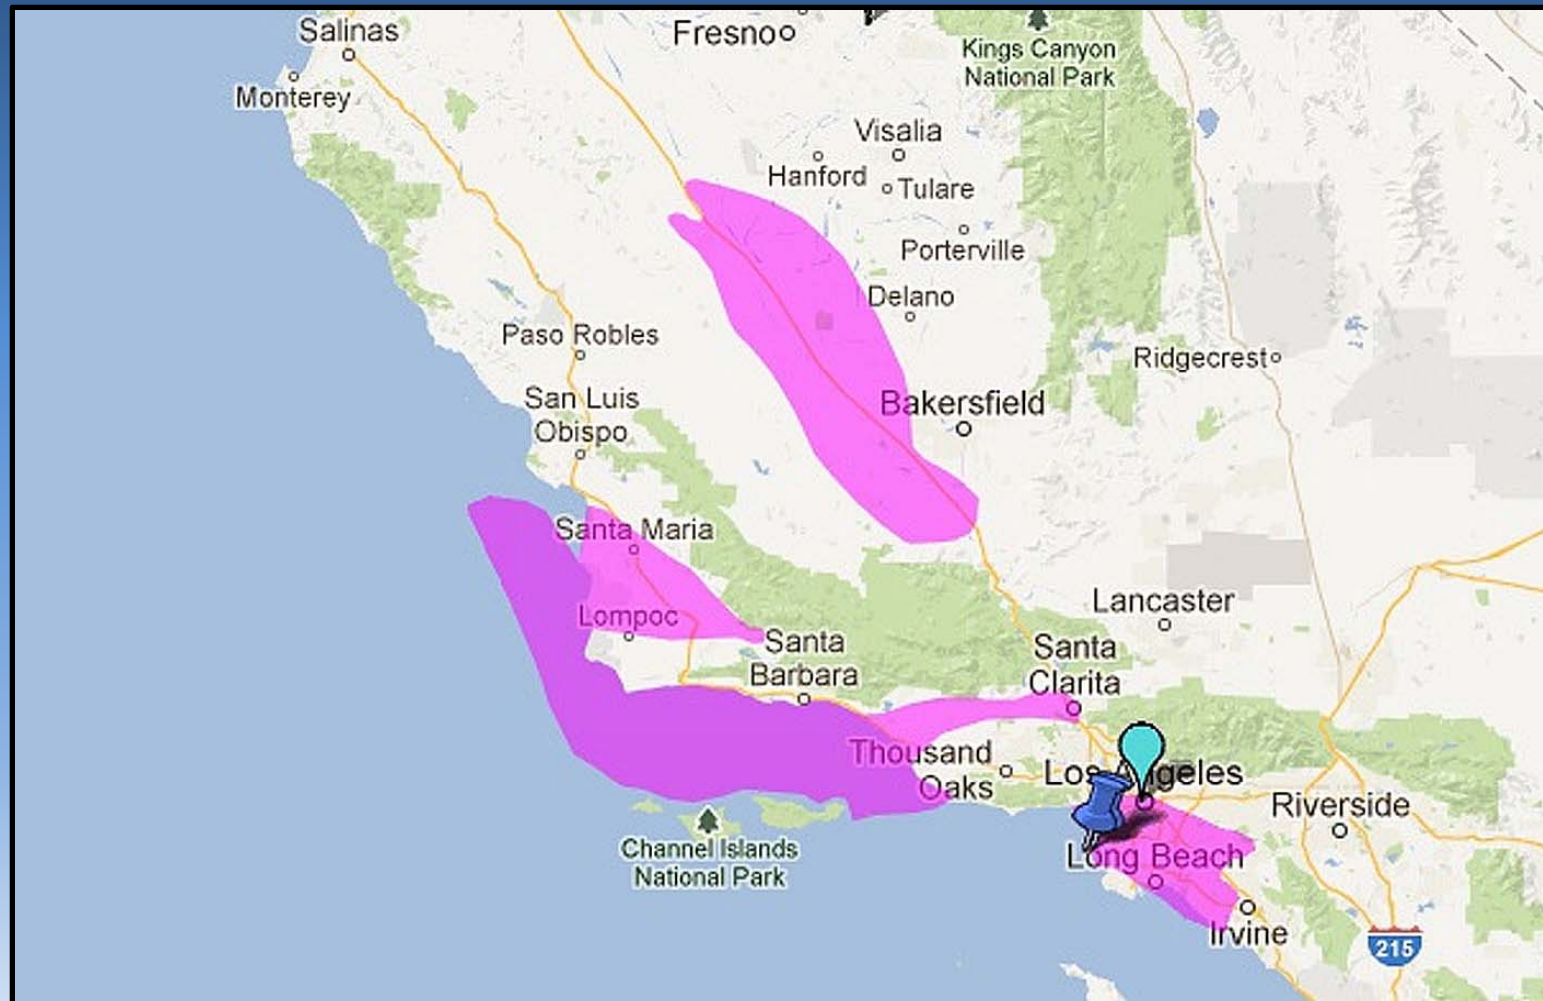 Salinas
Fresno
Kings Canyon
National Park
Monterey
Visalia
Hanford
Tulare
Porterville
Delano
Paso Robles
Ridgecrest
San Luis
Obispo
Bakersfield
Santa Maria
Lompoc
Lancaster
Santa
Barbara
Santa
Clarita
Thousand
Oaks
Los Angeles
Riverside
Channel Islands
National Park
Long Beach
Irvine
215